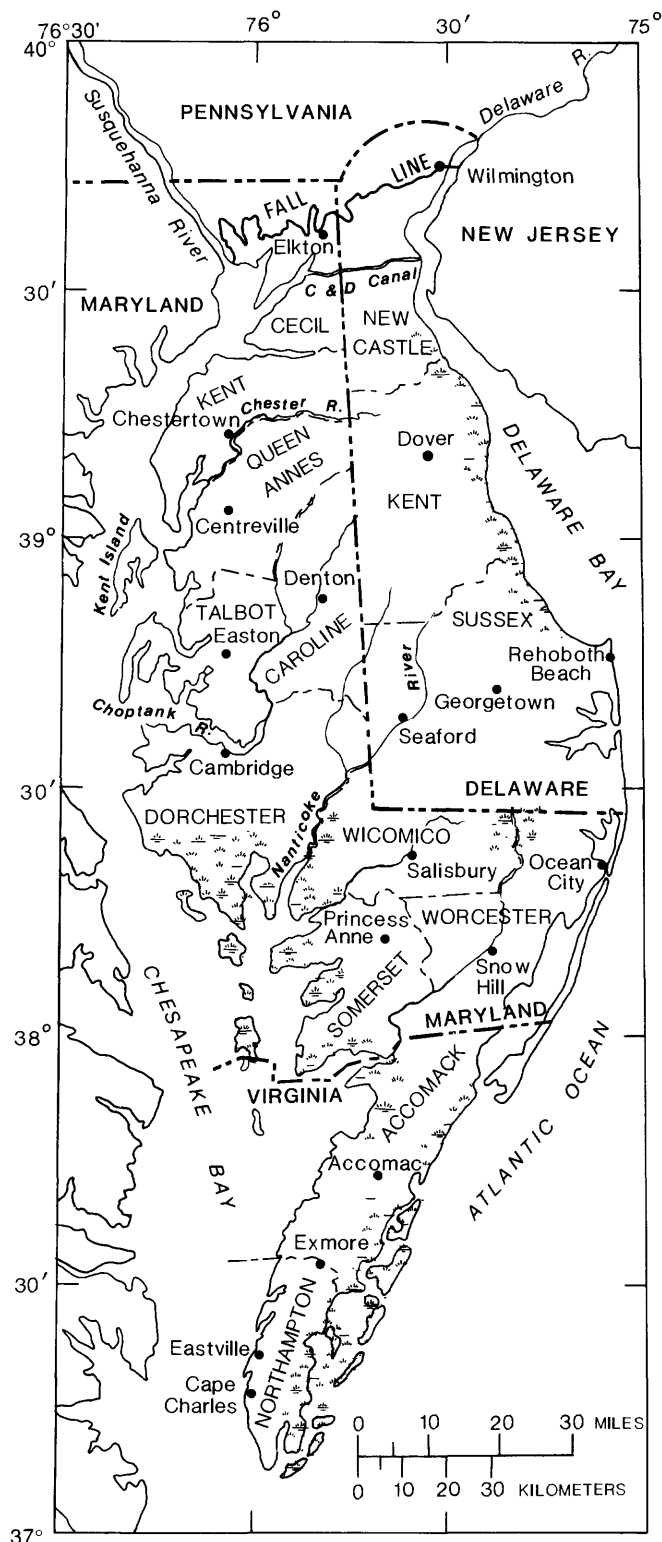 76°30′
76°
30′
75°
40°
Susquehanna River
PENNSYLVANIA
Delaware R.
FALL LINE
Wilmington
Elkton
NEW JERSEY
C & D Canal
30′
MARYLAND
CECIL
NEW CASTLE
KENT
Chester R.
Chestertown
QUEEN ANNES
Dover
DELAWARE BAY
KENT
Centreville
39°
Kent Island
Denton
TALBOT
SUSSEX
Easton
CAROLINE
Rehoboth Beach
River
Georgetown
Choptank R.
Seaford
Cambridge
30′
DELAWARE
DORCHESTER
Nanticoke
WICOMICO
Salisbury
Ocean City
Princess Anne
WORCESTER
Snow Hill
SOMERSET
CHESAPEAKE BAY
MARYLAND
38°
VIRGINIA
ACCOMACK
ATLANTIC OCEAN
Accomac
Exmore
30′
NORTHAMPTON
Eastville
Cape Charles
0 10 20 30 MILES
0 10 20 30 KILOMETERS
37°